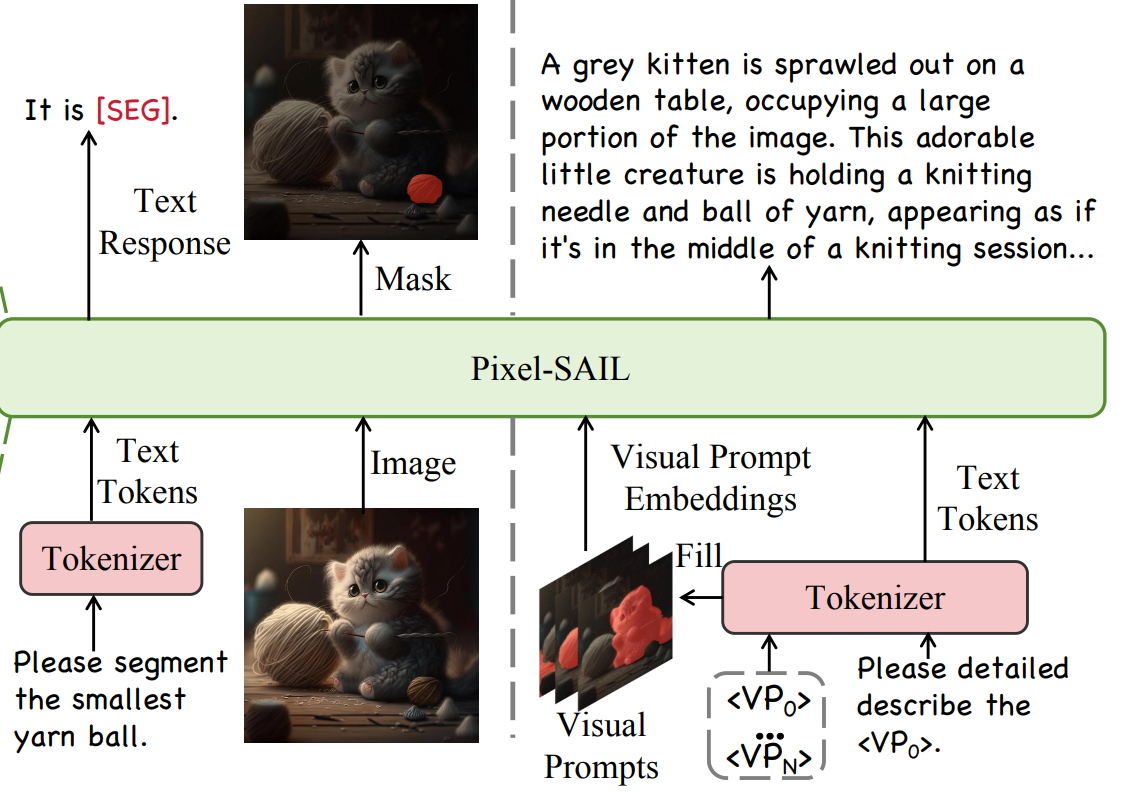 It is [SEG].
Text
Response
Mask
A grey kitten is sprawled out on a
wooden table, occupying a large
portion of the image. This adorable
little creature is holding a knitting
needle and ball of yarn, appearing as if
it's in the middle of a knitting session...
Pixel-SAIL
Text
Tokens
Image
Tokenizer
Please segment
the smallest
yarn ball.
Visual Prompt
Embeddings
Text
Tokens
Fill
Tokenizer
Visual
Prompts
<VP0>
...
<VPN>
Please detailed
describe the
<VP0>.